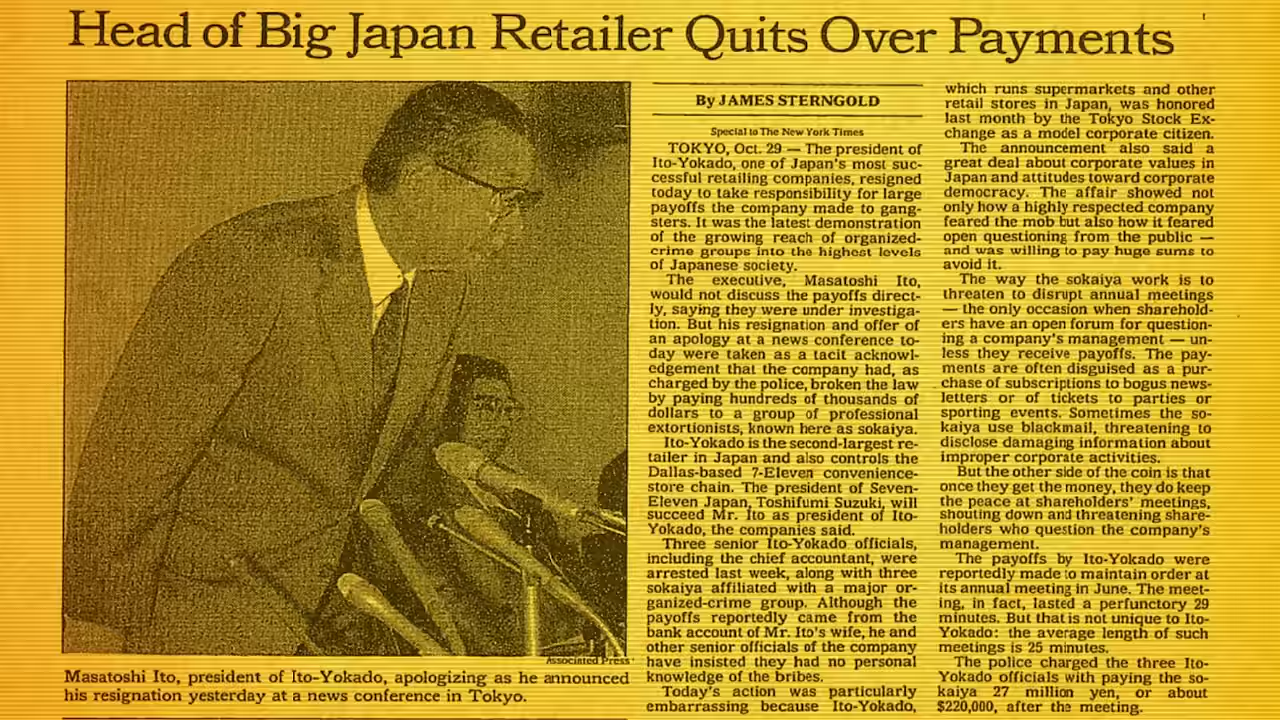 Head of Big Japan Retailer Quits Over Payments
Associated Press
Masatoshi Ito, president of Ito-Yokado, apologizing as he announced
his resignation yesterday at a news conference in Tokyo.
By JAMES STERNGOLD
Special to The New York Times
TOKYO, Oct. 29 — The president of
Ito-Yokado, one of Japan's most suc-
cessful retailing companies, resigned
today to take responsibility for large
payoffs the company made to gang-
sters. It was the latest demonstration
of the growing reach of organized-
crime groups into the highest levels
of Japanese society.
The executive, Masatoshi Ito,
would not discuss the payoffs direct-
ly, saying they were under investiga-
tion. But his resignation and offer of
an apology at a news conference to-
day were taken as a tacit acknowl-
edgement that the company had, as
charged by the police, broken the law
by paying hundreds of thousands of
dollars to a group of professional
extortionists, known here as sokaiya.
Ito-Yokado is the second-largest re-
tailer in Japan and also controls the
Dallas-based 7-Eleven convenience-
store chain. The president of Seven-
Eleven Japan, Toshifumi Suzuki, will
succeed Mr. Ito as president of Ito-
Yokado, the companies said.
Three senior Ito-Yokado officials,
including the chief accountant, were
arrested last week, along with three
sokaiya affiliated with a major or-
ganized-crime group. Although the
payoffs reportedly came from the
bank account of Mr. Ito's wife, he and
other senior officials of the company
have insisted they had no personal
knowledge of the bribes.
Today's action was particularly
embarrassing because Ito-Yokado,
which runs supermarkets and other
retail stores in Japan, was honored
last month by the Tokyo Stock Ex-
change as a model corporate citizen.
The announcement also said a
great deal about corporate values in
Japan and attitudes toward corporate
democracy. The affair showed not
only how a highly respected company
feared the mob but also how it feared
open questioning from the public —
and was willing to pay huge sums to
avoid it.
The way the sokaiya work is to
threaten to disrupt annual meetings
— the only occasion when sharehold-
ers have an open forum for question-
ing a company's management — un-
less they receive payoffs. The pay-
ments are often disguised as a pur-
chase of subscriptions to bogus news-
letters or of tickets to parties or
sporting events. Sometimes the so-
kaiya use blackmail, threatening to
disclose damaging information about
improper corporate activities.
But the other side of the coin is that
once they get the money, they do keep
the peace at shareholders' meetings,
shouting down and threatening share-
holders who question the company's
management.
The payoffs by Ito-Yokado were
reportedly made to maintain order at
its annual meeting in June. The meet-
ing, in fact, lasted a perfunctory 29
minutes. But that is not unique to Ito-
Yokado: the average length of such
meetings is 25 minutes.
The police charged the three Ito-
Yokado officials with paying the so-
kaiya 27 million yen, or about
$220,000, after the meeting.